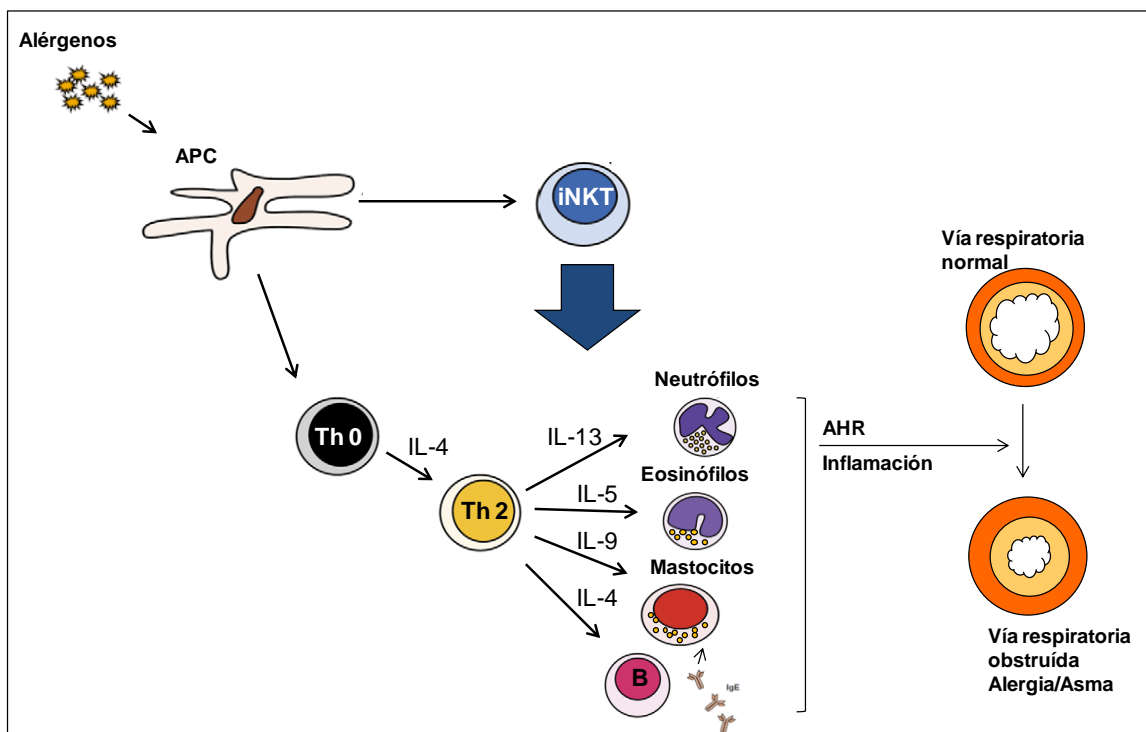 Alérgenos
APC
iNKT
Vía respiratoria
normal
Neutrófilos
Th 0
IL-4
IL-13
AHR
Inflamación
Eosinófilos
IL-5
Th 2
IL-9
Mastocitos
IL-4
B
IgE
Vía respiratoria
obstruída
Alergia/Asma